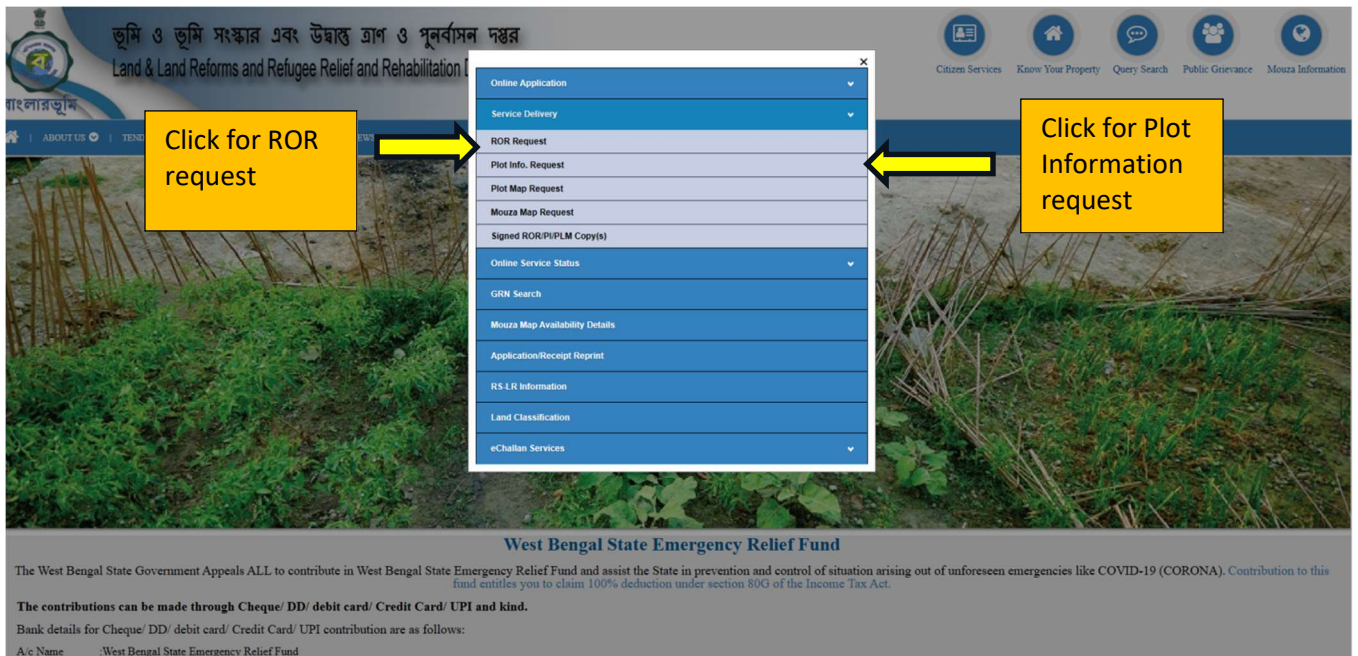 ভূমি ও ভূমি সংস্কার এবং উদ্বাস্তু ত্রাণ ও পুনর্বাসন দপ্তর
Land & Land Reforms and Refugee Relief and Rehabilitation
বাংলারভূমি
Citizen Services
Know Your Property
Query Search
Public Grievance
Mouza Information
ABOUT US
Click for ROR
request
Online Application
Service Delivery
ROR Request
Plot Info. Request
Plot Map Request
Mouza Map Request
Signed ROR/PI/PLM Copy(s)
Online Service Status
GRN Search
Mouza Map Availability Details
Application/Receipt Reprint
RS-LR Information
Land Classification
eChallan Services
Click for Plot
Information
request
West Bengal State Emergency Relief Fund
The West Bengal State Government Appeals ALL to contribute in West Bengal State Emergency Relief Fund and assist the State in prevention and control of situation arising out of unforeseen emergencies like COVID-19 (CORONA). Contribution to this
fund entitles you to claim 100% deduction under section 80G of the Income Tax Act.
The contributions can be made through Cheque/ DD/ debit card/ Credit Card/ UPI and kind.
Bank details for Cheque/ DD/ debit card/ Credit Card/ UPI contribution are as follows:
A/c Name :West Bengal State Emergency Relief Fund